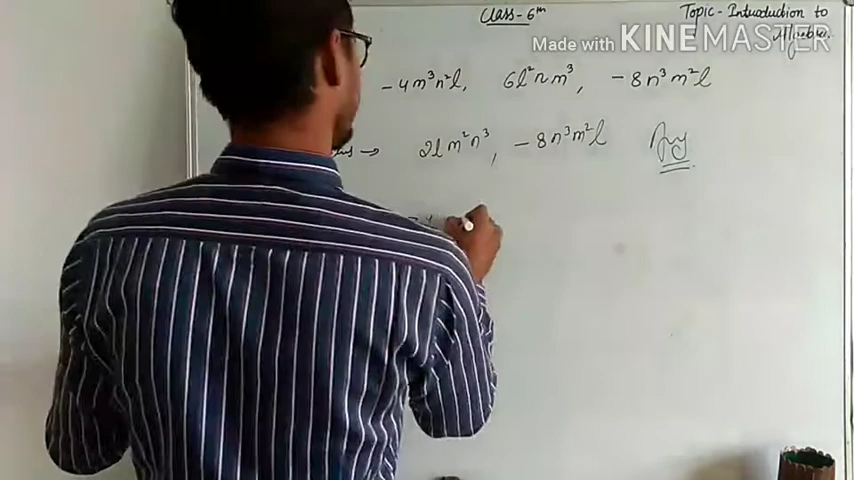 Class - 6th
Topic - Introduction to
Algebra.
Made with KINEMASTER
- 4m³n²l, 6l²nm³, - 8n³m²l
→ 2lm²n³, - 8n³m²l